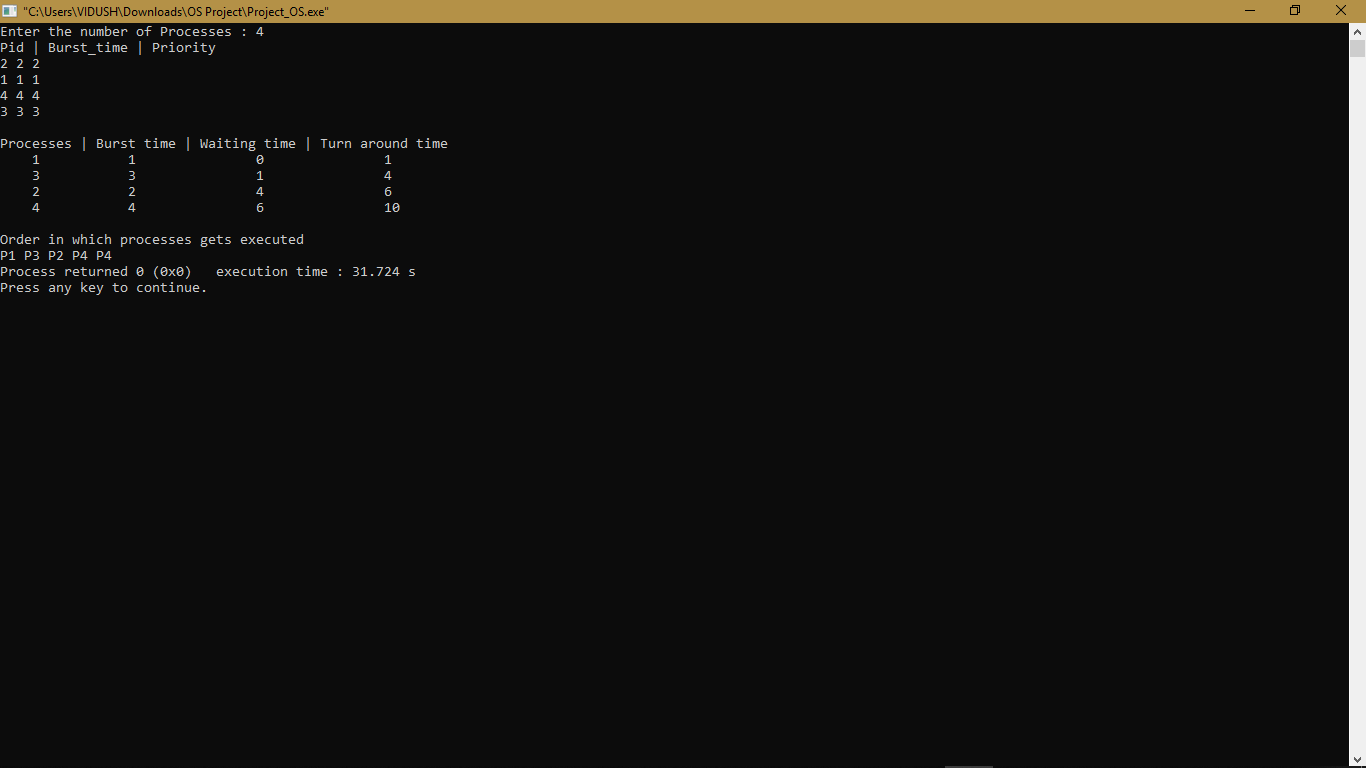 "C:\Users\VIDUSH\Downloads\OS Project\Project_OS.exe"
Enter the number of Processes : 4
Pid | Burst_time | Priority
2 2 2
1 1 1
4 4 4
3 3 3
Processes | Burst time | Waiting time | Turn around time
1 1 0 1
3 3 1 4
2 2 4 6
4 4 6 10
Order in which processes gets executed
P1 P3 P2 P4 P4
Process returned 0 (0x0) execution time : 31.724 s
Press any key to continue.